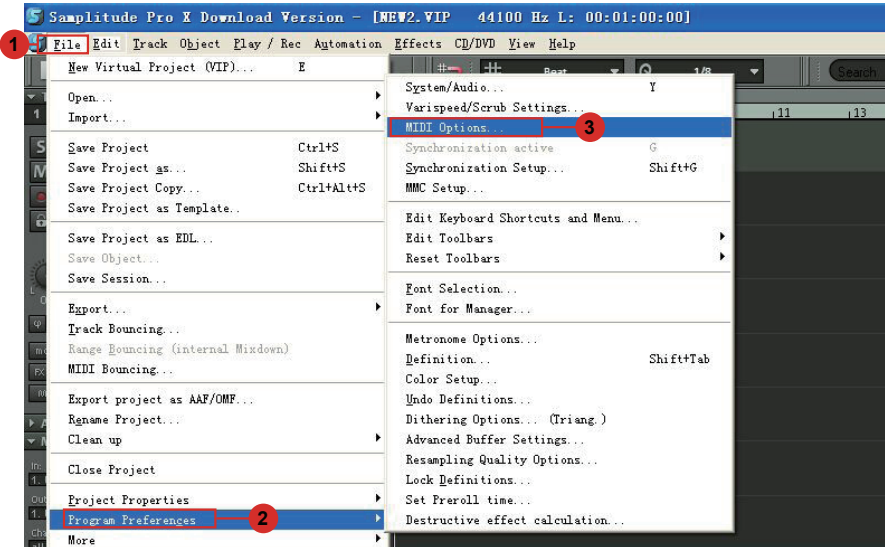 Samplitude Pro X Download Version - [NEW2.VIP 44100 Hz L: 00:01:00:00]
1
File Edit Track Object Play / Rec Automation Effects CD/DVD View Help
New Virtual Project (VIP)... E
Open...
Import...
Save Project Ctrl+S
Save Project as... Shift+S
Save Project Copy... Ctrl+Alt+S
Save Project as Template..
Save Project as EDL...
Save Object...
Save Session...
Export...
Track Bouncing...
Range Bouncing (internal Mixdown)
MIDI Bouncing...
Export project as AAF/OMF...
Rename Project...
Clean up
Close Project
Project Properties
Program Preferences 2
More
Beat
1/8
Search
System/Audio... Y
Varispeed/Scrub Settings...
MIDI Options... 3
Synchronization active G
Synchronization Setup... Shift+G
MMC Setup...
Edit Keyboard Shortcuts and Menu...
Edit Toolbars
Reset Toolbars
Font Selection...
Font for Manager...
Metronome Options...
Definition... Shift+Tab
Color Setup...
Undo Definitions...
Dithering Options... (Triang.)
Advanced Buffer Settings...
Resampling Quality Options...
Lock Definitions...
Set Preroll time...
Destructive effect calculation...
11 13
1
S
M
L
FX
In:
1.
1.